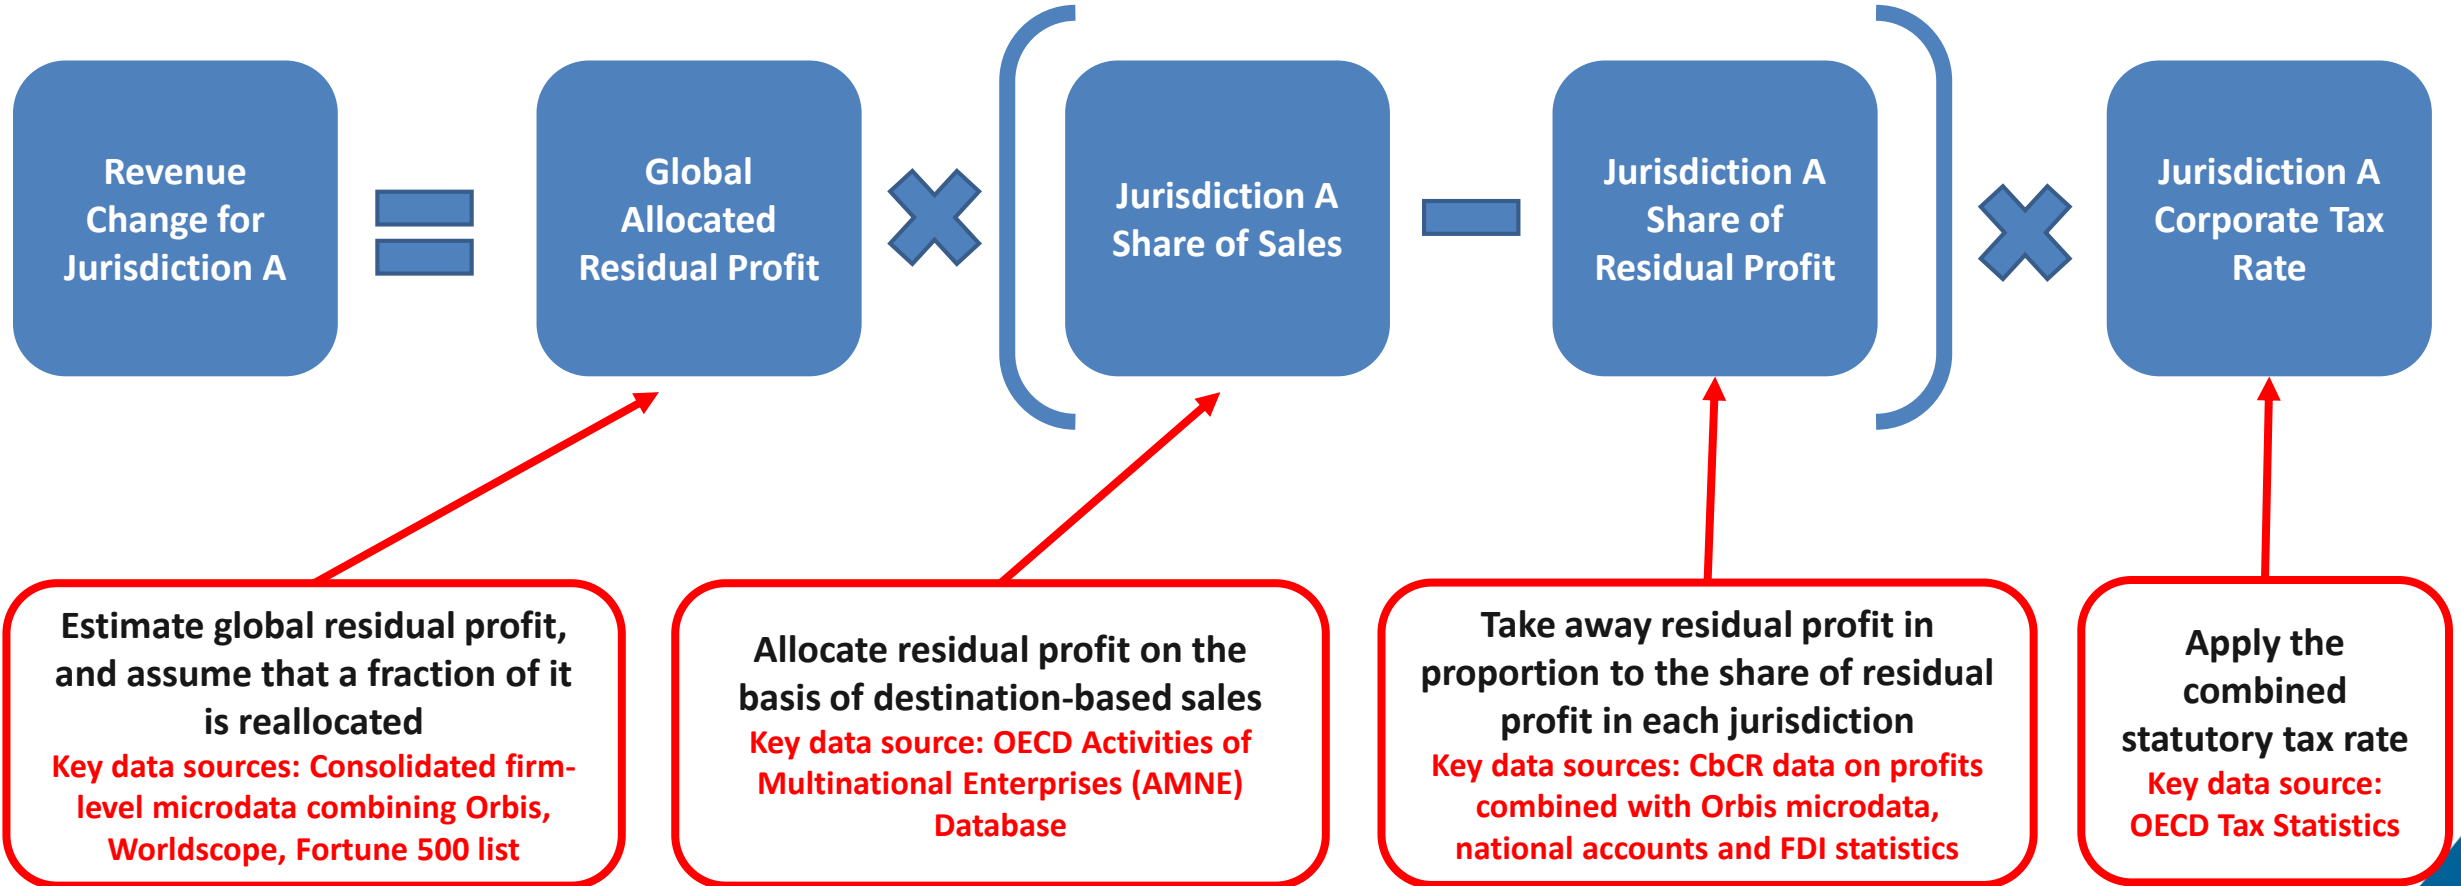 Revenue
Change for
Jurisdiction A
Global
Allocated
Residual Profit
Jurisdiction A
Share of Sales
Jurisdiction A
Share of
Residual Profit
Jurisdiction A
Corporate Tax
Rate
Estimate global residual profit,
and assume that a fraction of it
is reallocated
Key data sources: Consolidated firm-
level microdata combining Orbis,
Worldscope, Fortune 500 list
Allocate residual profit on the
basis of destination-based sales
Key data source: OECD Activities of
Multinational Enterprises (AMNE)
Database
Take away residual profit in
proportion to the share of residual
profit in each jurisdiction
Key data sources: CbCR data on profits
combined with Orbis microdata,
national accounts and FDI statistics
Apply the
combined
statutory tax rate
Key data source:
OECD Tax Statistics